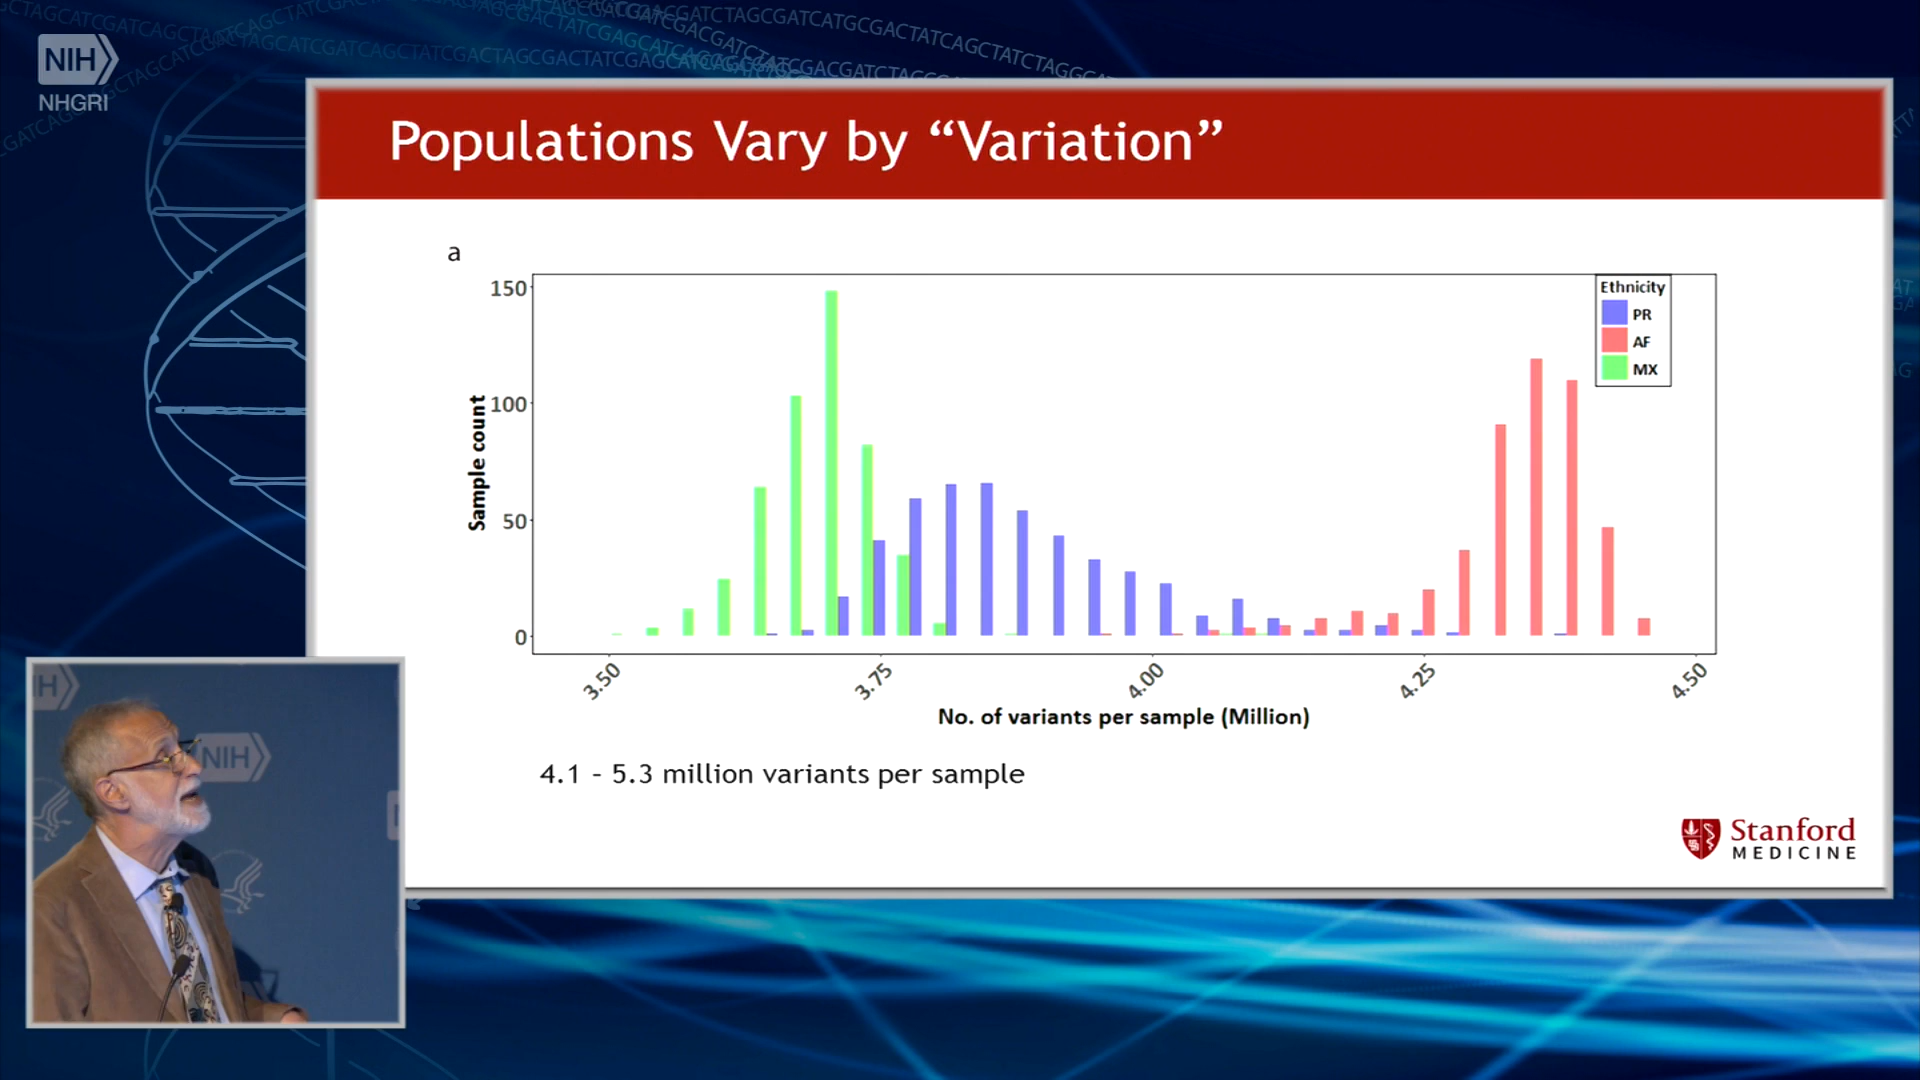 NIH
NHGRI
Populations Vary by “Variation”
a
Ethnicity
PR
AF
MX
150
100
50
0
Sample count
3.50
3.75
4.00
4.25
4.50
No. of variants per sample (Million)
4.1 - 5.3 million variants per sample
Stanford
MEDICINE
NIH